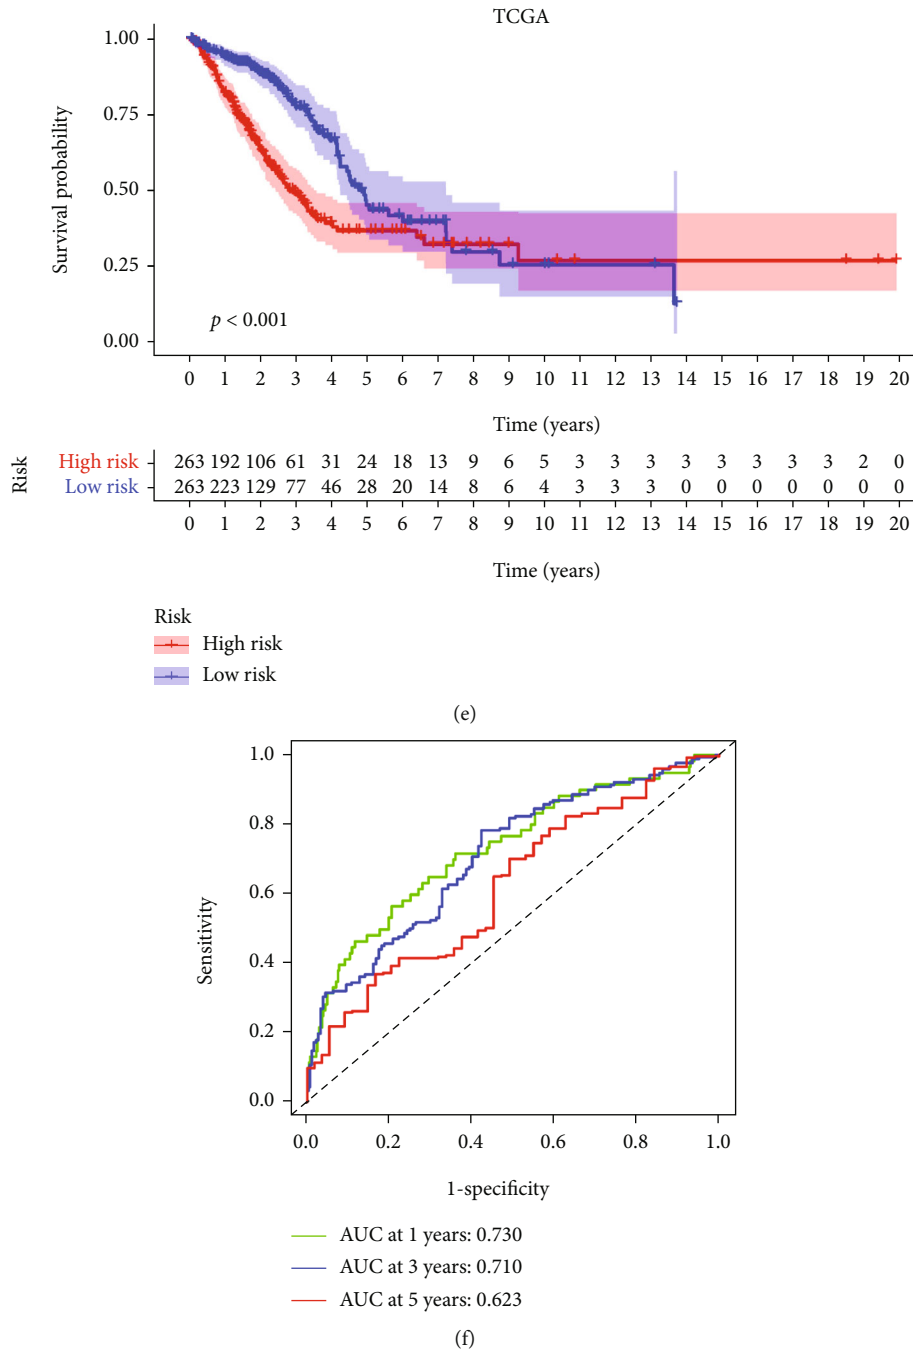 TCGA
Survival probability
1.00
0.75
0.50
0.25
0.00
p < 0.001
0 1 2 3 4 5 6 7 8 9 10 11 12 13 14 15 16 17 18 19 20
Time (years)
Risk
High risk 263 192 106 61 31 24 18 13 9 6 5 3 3 3 3 3 3 3 3 2 0
Low risk 263 223 129 77 46 28 20 14 8 6 4 3 3 3 0 0 0 0 0 0 0
0 1 2 3 4 5 6 7 8 9 10 11 12 13 14 15 16 17 18 19 20
Time (years)
Risk
High risk
Low risk
(e)
Sensitivity
1.0
0.8
0.6
0.4
0.2
0.0
0.0 0.2 0.4 0.6 0.8 1.0
1-specificity
AUC at 1 years: 0.730
AUC at 3 years: 0.710
AUC at 5 years: 0.623
(f)